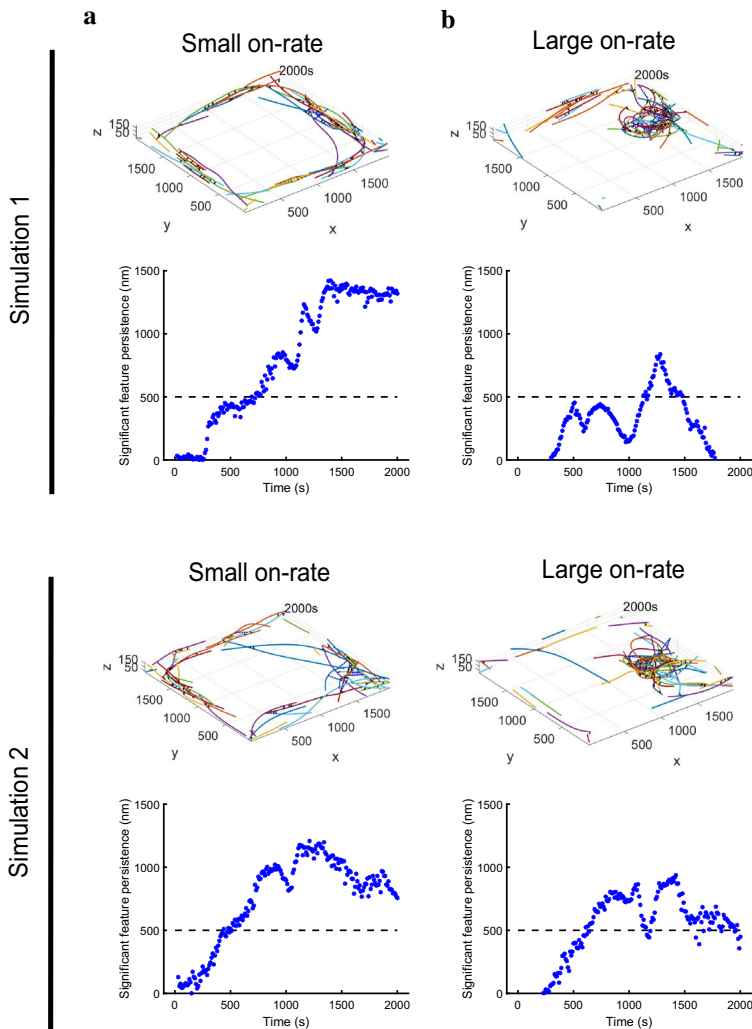 a
b
Simulation 1
Small on-rate
Large on-rate
2000s
150
50
z
1500
1000
500
y
500
1000
1500
x
2000s
150
50
z
1500
1000
500
y
500
1000
1500
x
Significant feature persistence (nm)
1500
1000
500
0
0
500
1000
1500
2000
Time (s)
Significant feature persistence (nm)
1500
1000
500
0
0
500
1000
1500
2000
Time (s)
Simulation 2
Small on-rate
Large on-rate
2000s
150
50
z
1500
1000
500
y
500
1000
1500
x
2000s
150
50
z
1500
1000
500
y
500
1000
1500
x
Significant feature persistence (nm)
1500
1000
500
0
0
500
1000
1500
2000
Time (s)
Significant feature persistence (nm)
1500
1000
500
0
0
500
1000
1500
2000
Time (s)